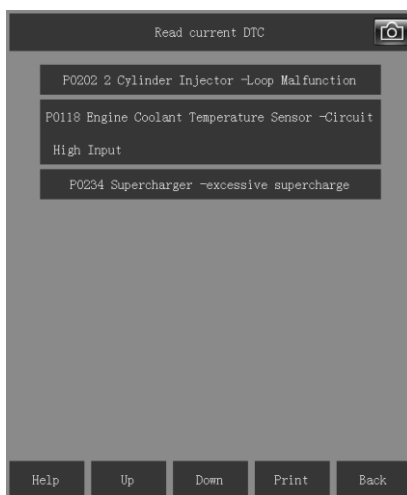 Read current DTC
P0202 2 Cylinder Injector -Loop Malfunction
P0118 Engine Coolant Temperature Sensor -Circuit
High Input
P0234 Supercharger -excessive supercharge
Help Up Down Print Back